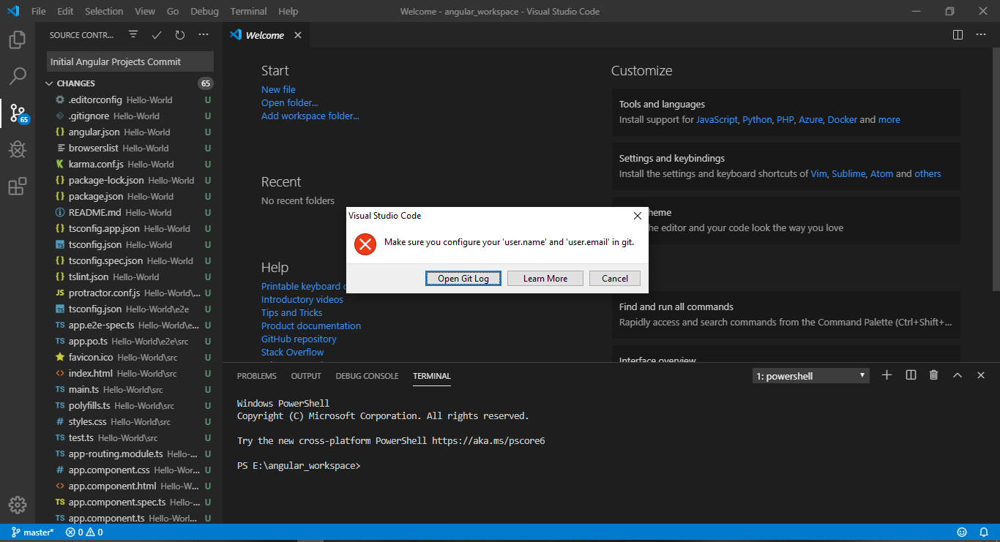 File Edit Selection View Go Debug Terminal Help Welcome - angular_workspace - Visual Studio Code
SOURCE CONTR...
Initial Angular Projects Commit
CHANGES 65
.editorconfig Hello-World U
.gitignore Hello-World U
angular.json Hello-World U
browserslist Hello-World U
karma.conf.js Hello-World U
package-lock.json Hello-World U
package.json Hello-World U
README.md Hello-World U
tsconfig.app.json Hello-World U
tsconfig.json Hello-World U
tsconfig.spec.json Hello-World U
tslint.json Hello-World U
JS protractor.conf.js Hello-World\... U
tsconfig.json Hello-World\e2e U
TS app.e2e-spec.ts Hello-World\e... U
TS app.po.ts Hello-World\e2e\src U
favicon.ico Hello-World\src U
index.html Hello-World\src U
TS main.ts Hello-World\src U
TS polyfills.ts Hello-World\src U
# styles.css Hello-World\src U
TS test.ts Hello-World\src U
TS app-routing.module.ts Hello-... U
# app.component.css Hello-Wor... U
app.component.html Hello-W... U
TS app.component.spec.ts Hello-... U
TS app.component.ts Hello-Worl... U
65
Welcome
Start
New file
Open folder...
Add workspace folder...
Recent
No recent folders
Help
Printable keyboard
Introductory videos
Tips and Tricks
Product documentation
GitHub repository
Stack Overflow
Customize
Tools and languages
Install support for JavaScript, Python, PHP, Azure, Docker and more
Settings and keybindings
Install the settings and keyboard shortcuts of Vim, Sublime, Atom and others
heme
he editor and your code look the way you love
Find and run all commands
Rapidly access and search commands from the Command Palette (Ctrl+Shift+...
Interface overview
Visual Studio Code
Make sure you configure your 'user.name' and 'user.email' in git.
Open Git Log Learn More Cancel
PROBLEMS OUTPUT DEBUG CONSOLE TERMINAL 1: powershell
Windows PowerShell
Copyright (C) Microsoft Corporation. All rights reserved.
Try the new cross-platform PowerShell https://aka.ms/pscore6
PS E:\angular_workspace>
master* 0 0